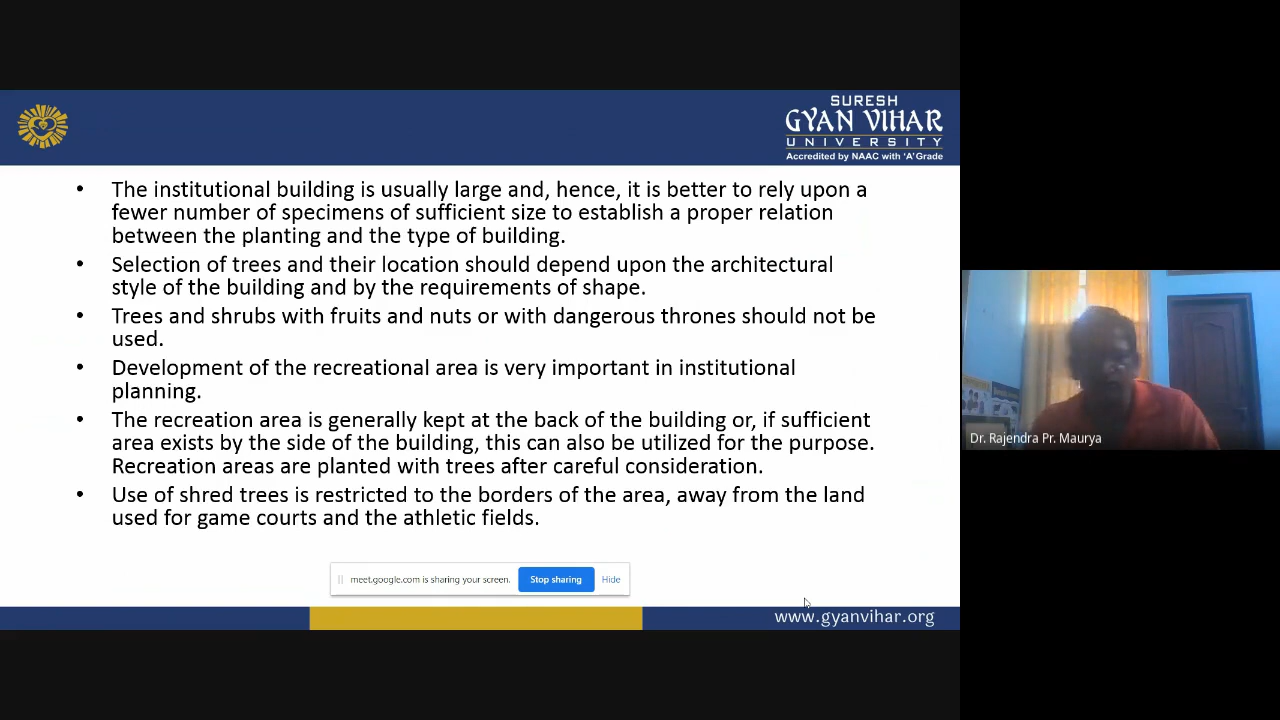 SURESH
GYAN VIHAR
UNIVERSITY
Accredited by NAAC with 'A' Grade
• The institutional building is usually large and, hence, it is better to rely upon a
fewer number of specimens of sufficient size to establish a proper relation
between the planting and the type of building.
• Selection of trees and their location should depend upon the architectural
style of the building and by the requirements of shape.
• Trees and shrubs with fruits and nuts or with dangerous thrones should not be
used.
• Development of the recreational area is very important in institutional
planning.
• The recreation area is generally kept at the back of the building or, if sufficient
area exists by the side of the building, this can also be utilized for the purpose.
Recreation areas are planted with trees after careful consideration.
• Use of shred trees is restricted to the borders of the area, away from the land
used for game courts and the athletic fields.
meet.google.com is sharing your screen. Stop sharing Hide
www.gyanvihar.org
Dr. Rajendra Pr. Maurya